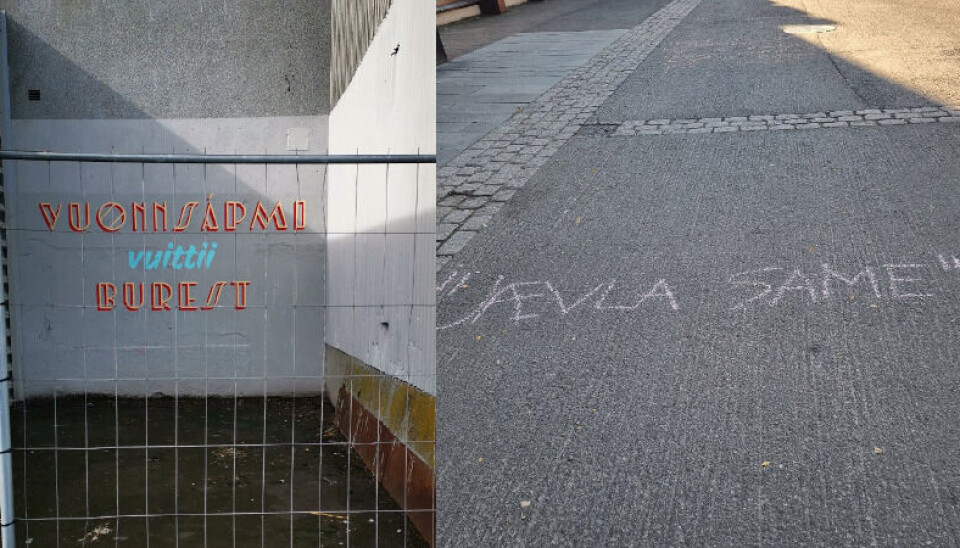 VUONNSÁPMI
vuittii
BUREST
"JÆVLA SAME"